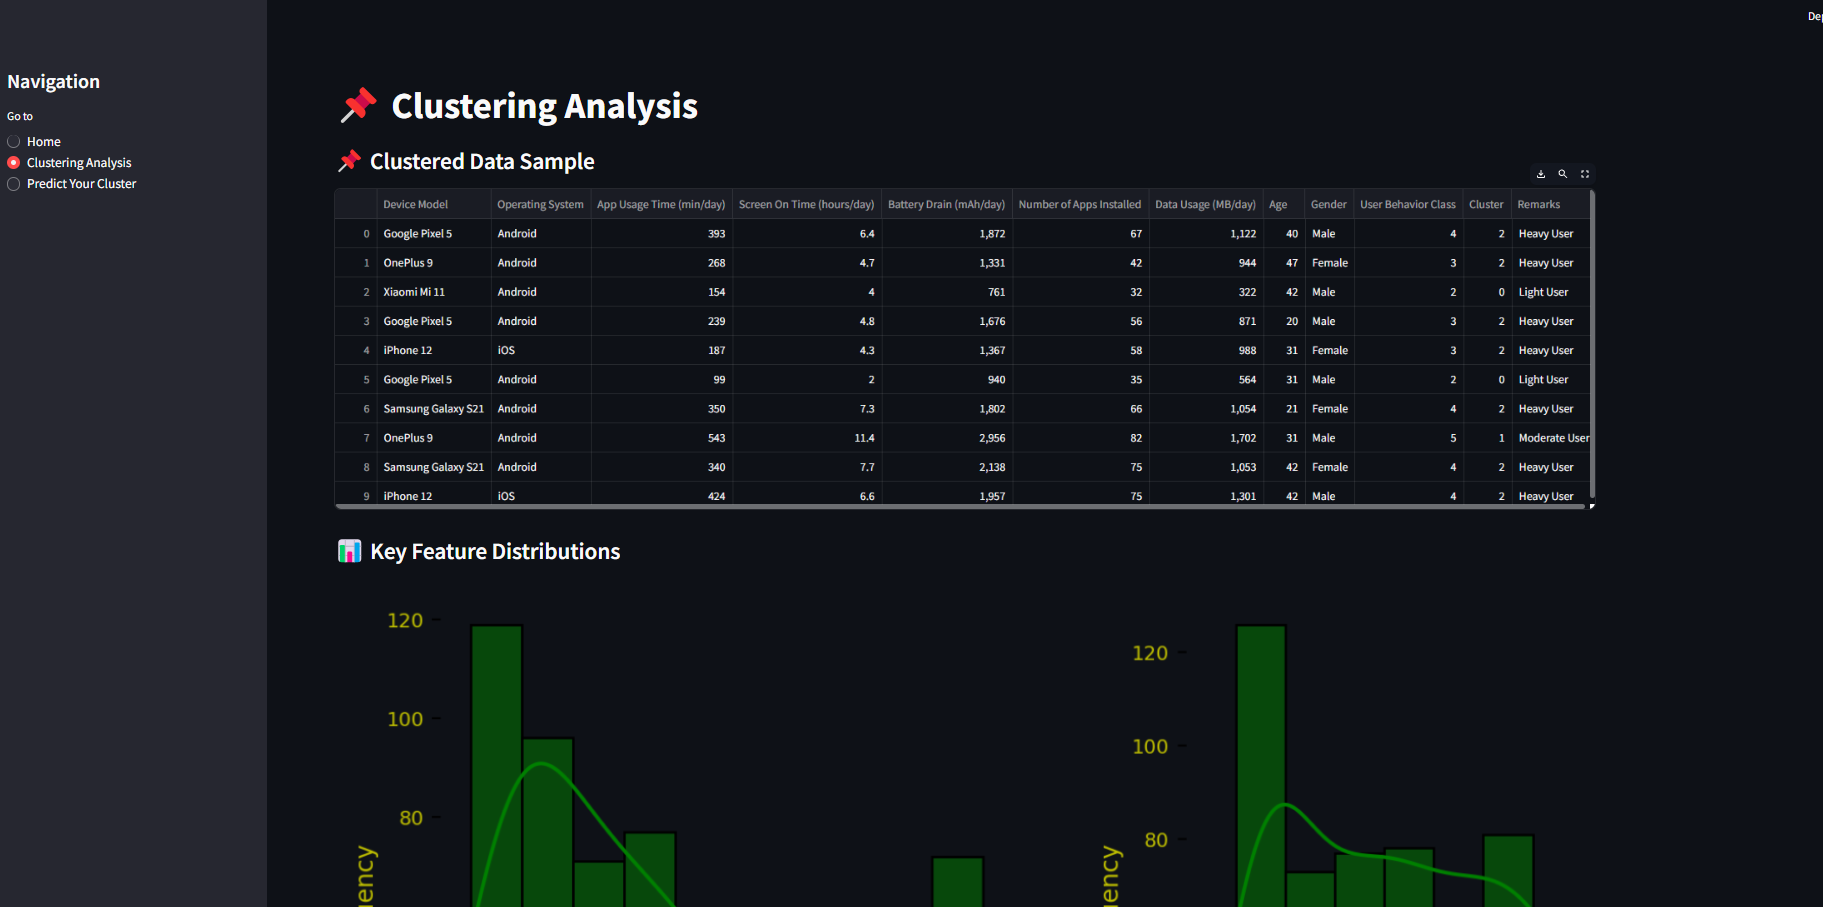 Dep
Navigation
Go to
Home
Clustering Analysis
Predict Your Cluster
Clustering Analysis
Clustered Data Sample
Device Model Operating System App Usage Time (min/day) Screen On Time (hours/day) Battery Drain (mAh/day) Number of Apps Installed Data Usage (MB/day) Age Gender User Behavior Class Cluster Remarks
0 Google Pixel 5 Android 393 6.4 1,872 67 1,122 40 Male 4 2 Heavy User
1 OnePlus 9 Android 268 4.7 1,331 42 944 47 Female 3 2 Heavy User
2 Xiaomi Mi 11 Android 154 4 761 32 322 42 Male 2 0 Light User
3 Google Pixel 5 Android 239 4.8 1,676 56 871 20 Male 3 2 Heavy User
4 iPhone 12 iOS 187 4.3 1,367 58 988 31 Female 3 2 Heavy User
5 Google Pixel 5 Android 99 2 940 35 564 31 Male 2 0 Light User
6 Samsung Galaxy S21 Android 350 7.3 1,802 66 1,054 21 Female 4 2 Heavy User
7 OnePlus 9 Android 543 11.4 2,956 82 1,702 31 Male 5 1 Moderate User
8 Samsung Galaxy S21 Android 340 7.7 2,138 75 1,053 42 Female 4 2 Heavy User
9 iPhone 12 iOS 424 6.6 1,957 75 1,301 42 Male 4 2 Heavy User
Key Feature Distributions
120
100
80
iency
120
100
80
iency